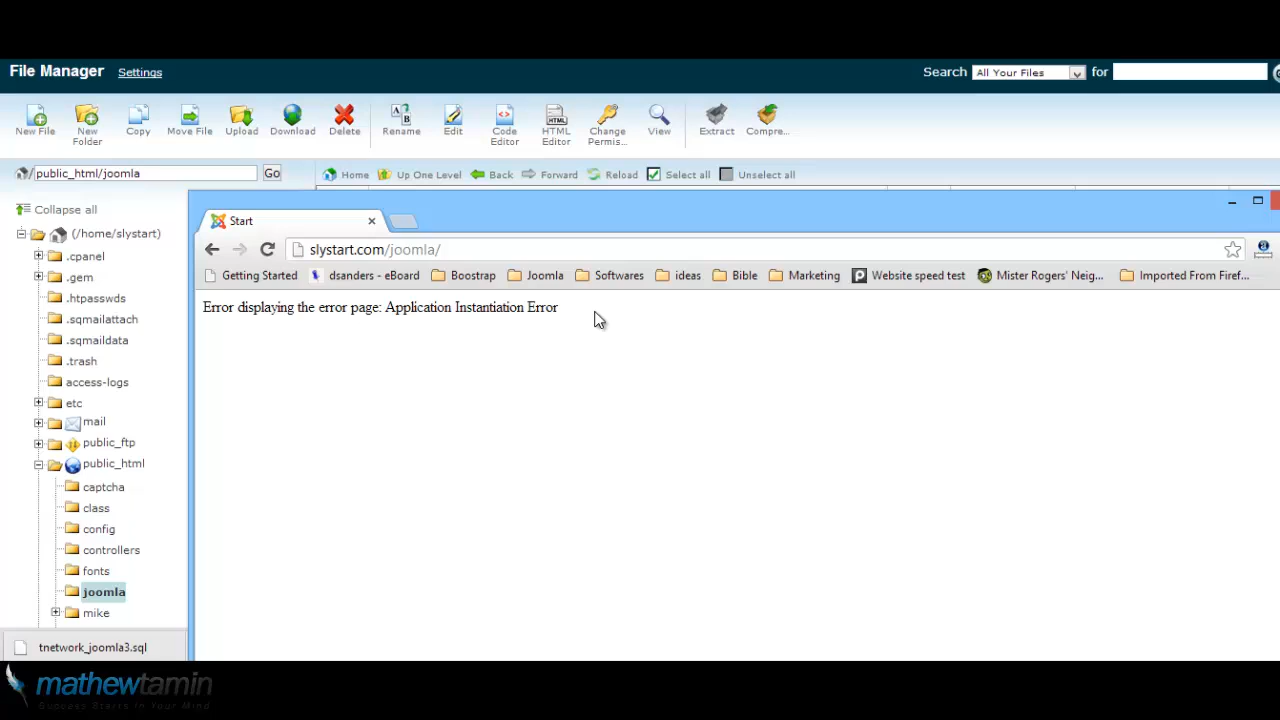 File Manager Settings Search All Your Files for
New File New Folder Copy Move File Upload Download Delete Rename Edit Code Editor HTML Editor Change Permis... View Extract Compre...
/public_html/joomla Go Home Up One Level Back Forward Reload Select all Unselect all
Collapse all
(/home/slystart)
.cpanel
.gem
.htpasswds
.sqmailattach
.sqmaildata
.trash
access-logs
etc
mail
public_ftp
public_html
captcha
class
config
controllers
fonts
joomla
mike
tnetwork_joomla3.sql
Start
slystart.com/joomla/
Getting Started dsanders - eBoard Boostrap Joomla Softwares ideas Bible Marketing Website speed test Mister Rogers' Neig... Imported From Firef...
Error displaying the error page: Application Instantiation Error
mathewtamin
Success Starts In Your Mind